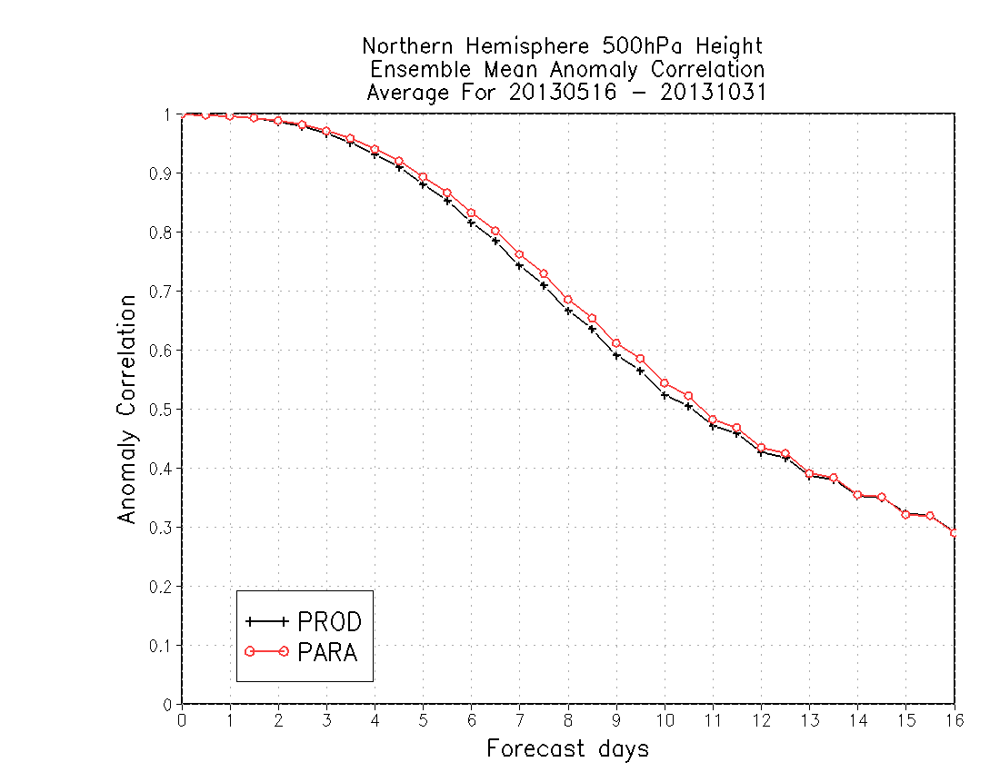 Northern Hemisphere 500hPa Height
Ensemble Mean Anomaly Correlation
Average For 20130516 - 20131031
Anomaly Correlation
1
0.9
0.8
0.7
0.6
0.5
0.4
0.3
0.2
0.1
0
PROD
PARA
0 1 2 3 4 5 6 7 8 9 10 11 12 13 14 15 16
Forecast days